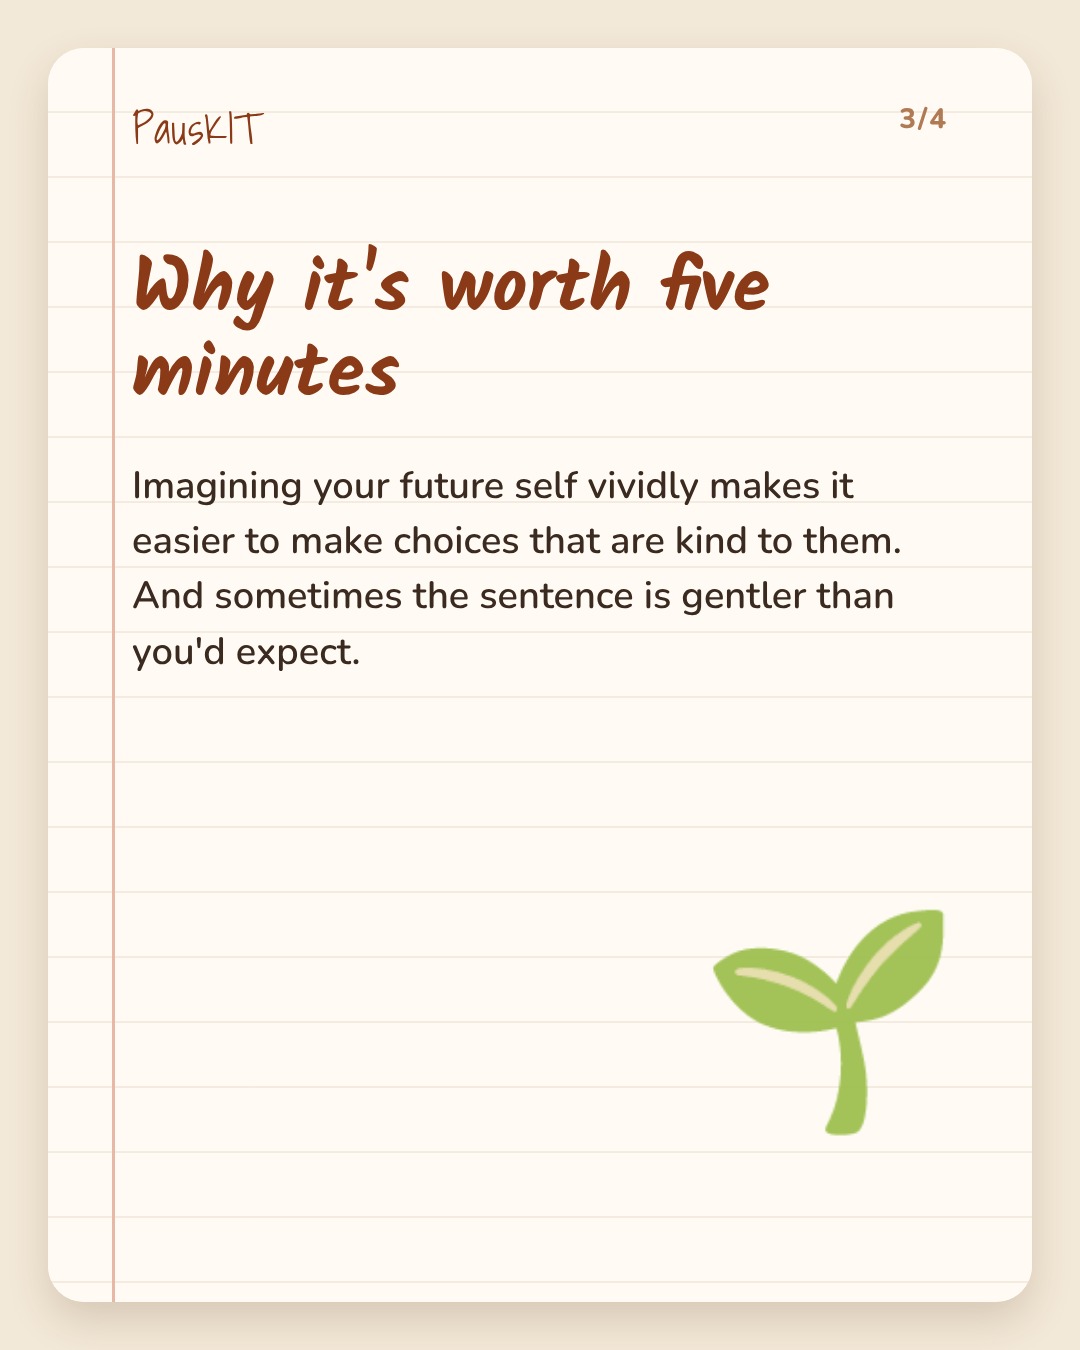 PausKIT
3/4
Why it's worth five
minutes
Imagining your future self vividly makes it
easier to make choices that are kind to them.
And sometimes the sentence is gentler than
you'd expect.